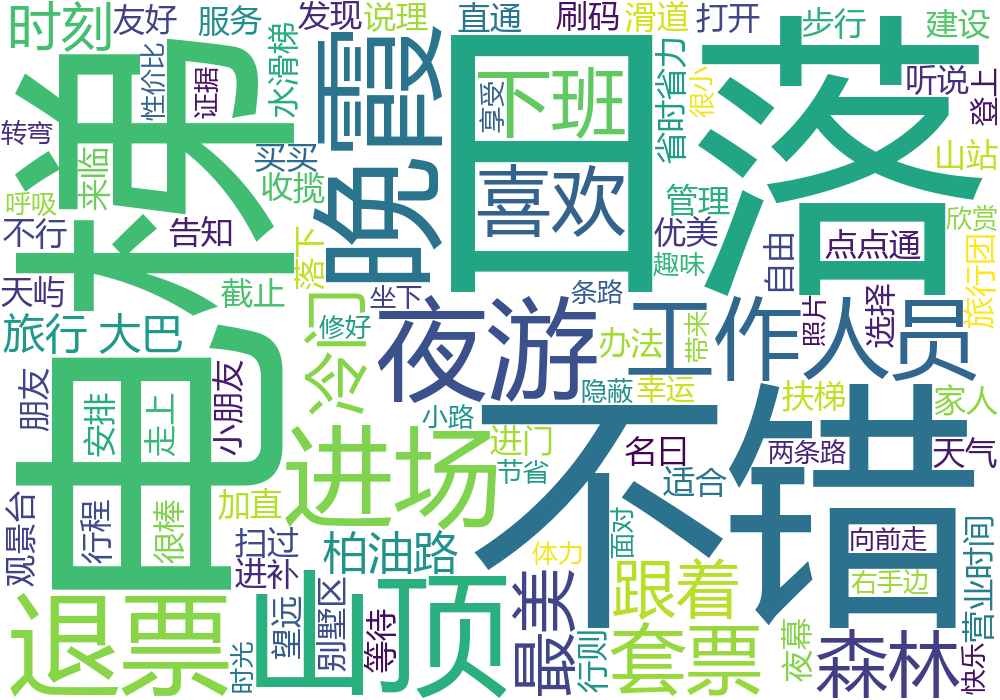 时刻
友好
服务
发现
说理
直通
刷码
滑道
打开
步行
建设
电梯
性价比
证据
水滑梯
晚霞
日落
下班
享受
喜欢
省时省力
很小
听说
登上
转弯
来临
买买
收揽
山站
呼吸
不行
告知
落下
管理
优美
趣味
自由
点点通
欣赏
旅行团
天屿
截止
坐下
条路
照片
选择
旅行
大巴
冷门
修好
夜游
办法
带来
工作人员
朋友
安排
走上
小朋友
小路
隐蔽
幸运
扶梯
家人
进场
进门
节省
名曰
两条路
天气
不错
观景台
行程
很棒
加直
扫过
进补
柏油路
体力
面对
适合
向前走
右手边
营业时间
退票
山顶
望远
别墅区
等待
时光
最美
行则
跟着
套票
夜幕
森林
快乐